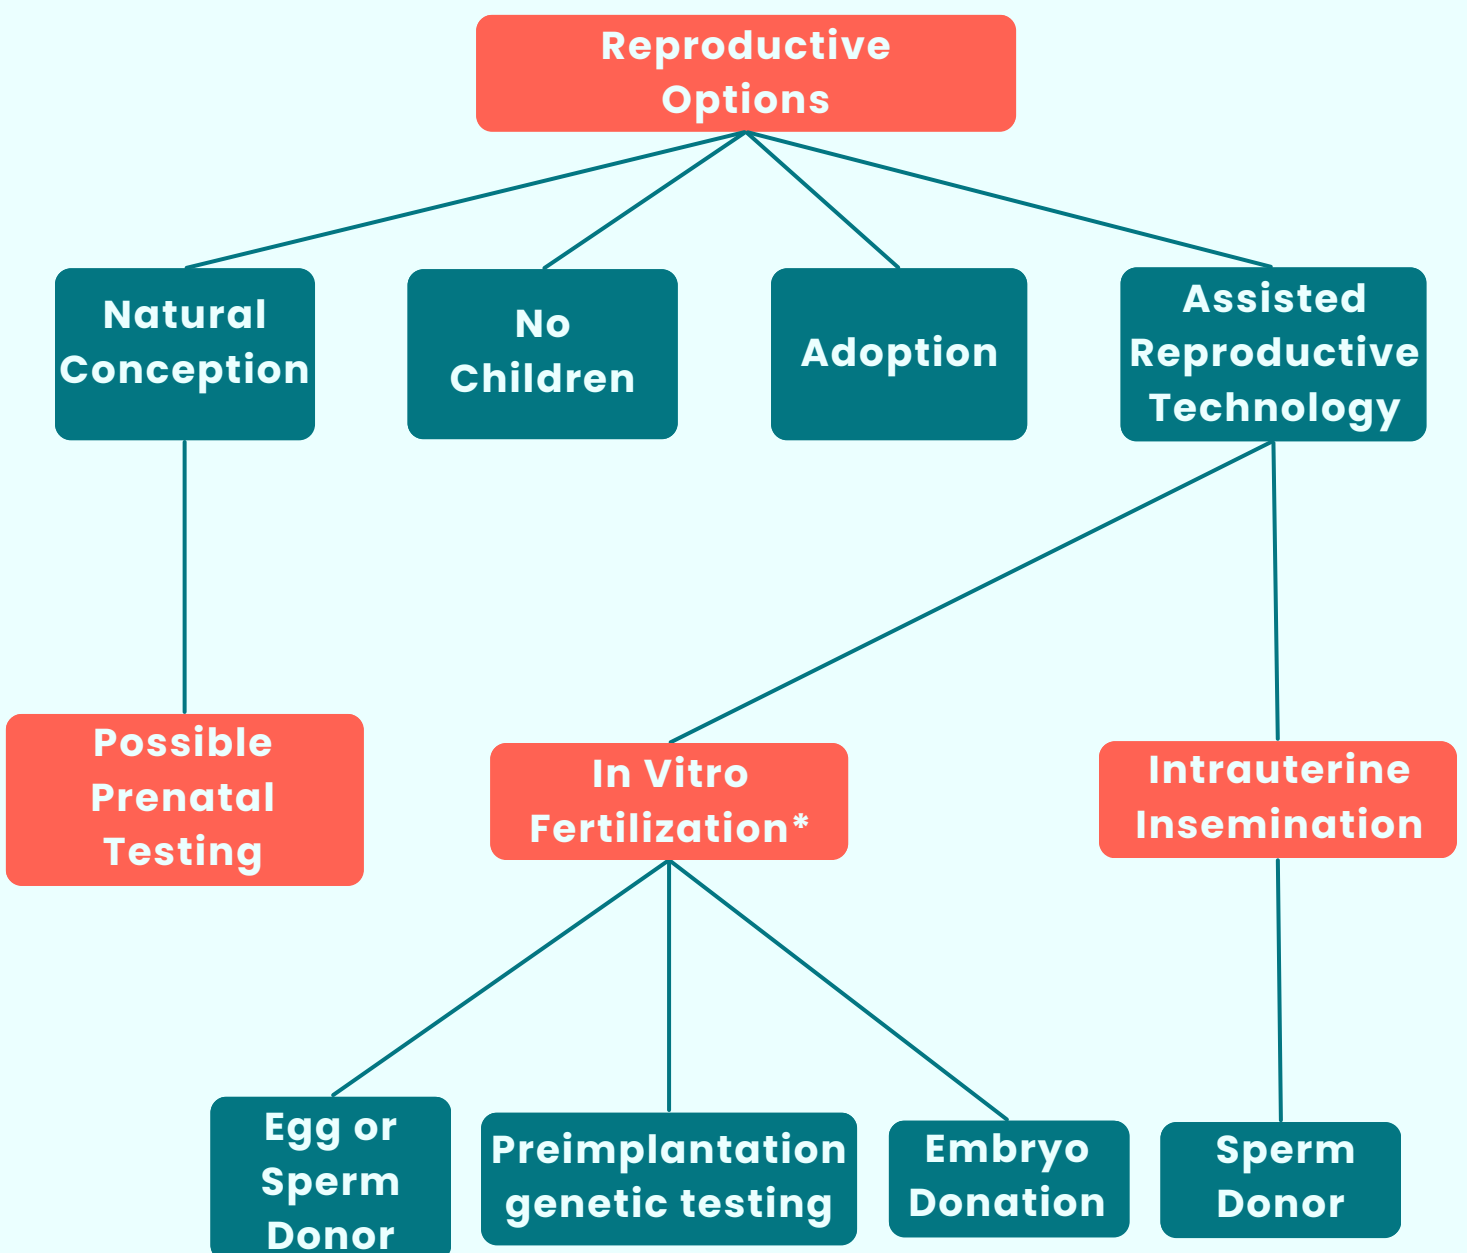 Reproductive
Options
Natural
Conception
No
Children
Adoption
Assisted
Reproductive
Technology
Possible
Prenatal
Testing
In Vitro
Fertilization*
Intrauterine
Insemination
Egg or
Sperm
Donor
Preimplantation
genetic testing
Embryo
Donation
Sperm
Donor